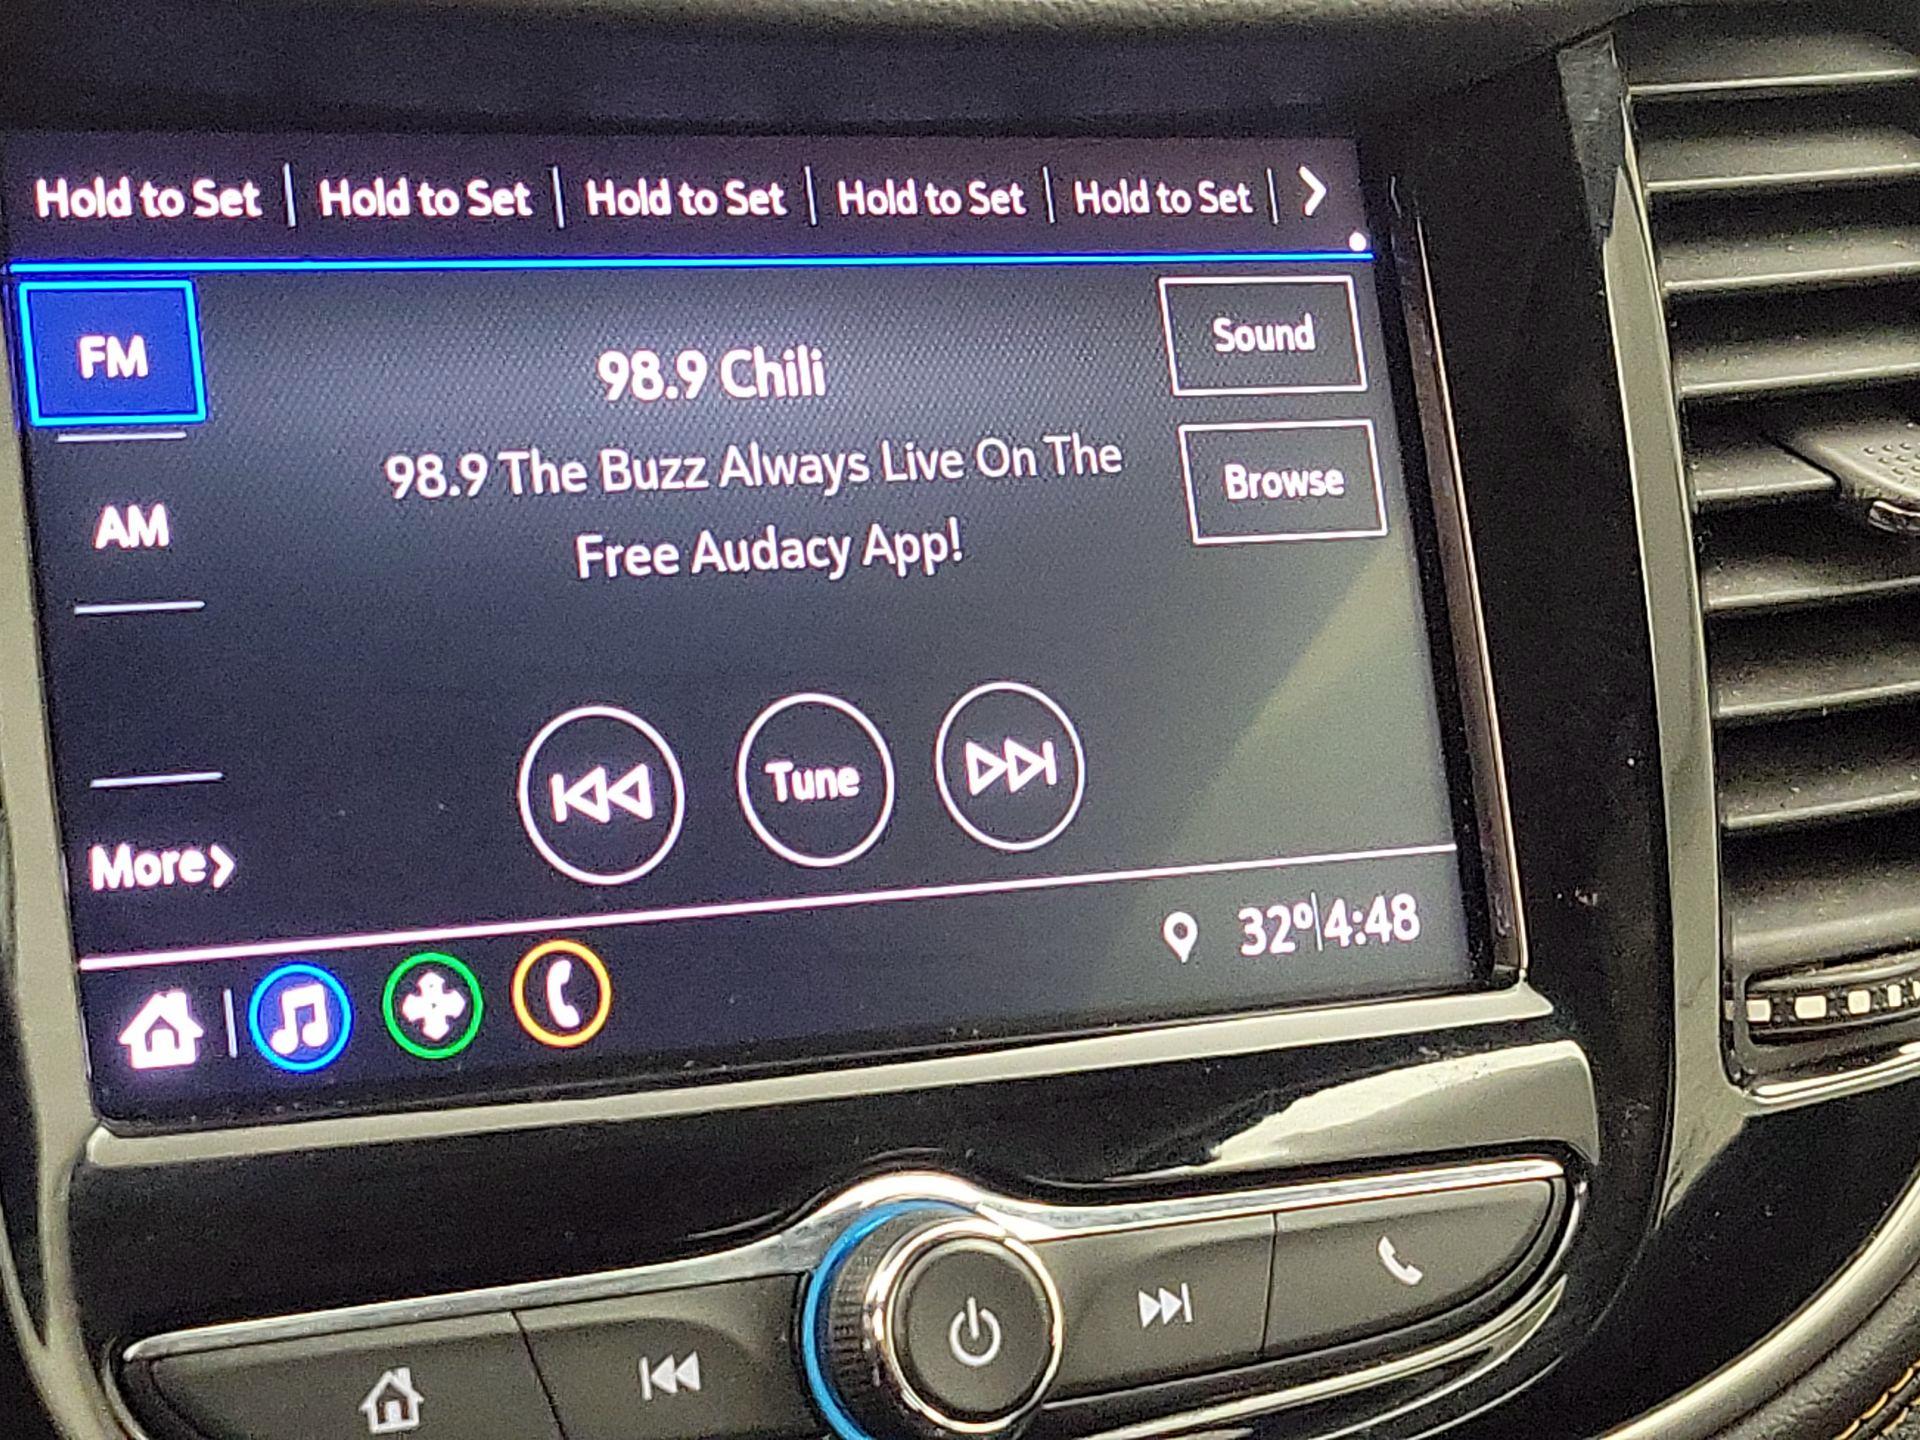 Hold to Set | Hold to Set | Hold to Set | Hold to Set | Hold to Set |
FM
98.9 Chili
Sound
98.9 The Buzz Always Live On The
Free Audacy App!
Browse
AM
Tune
More
32°|4:48